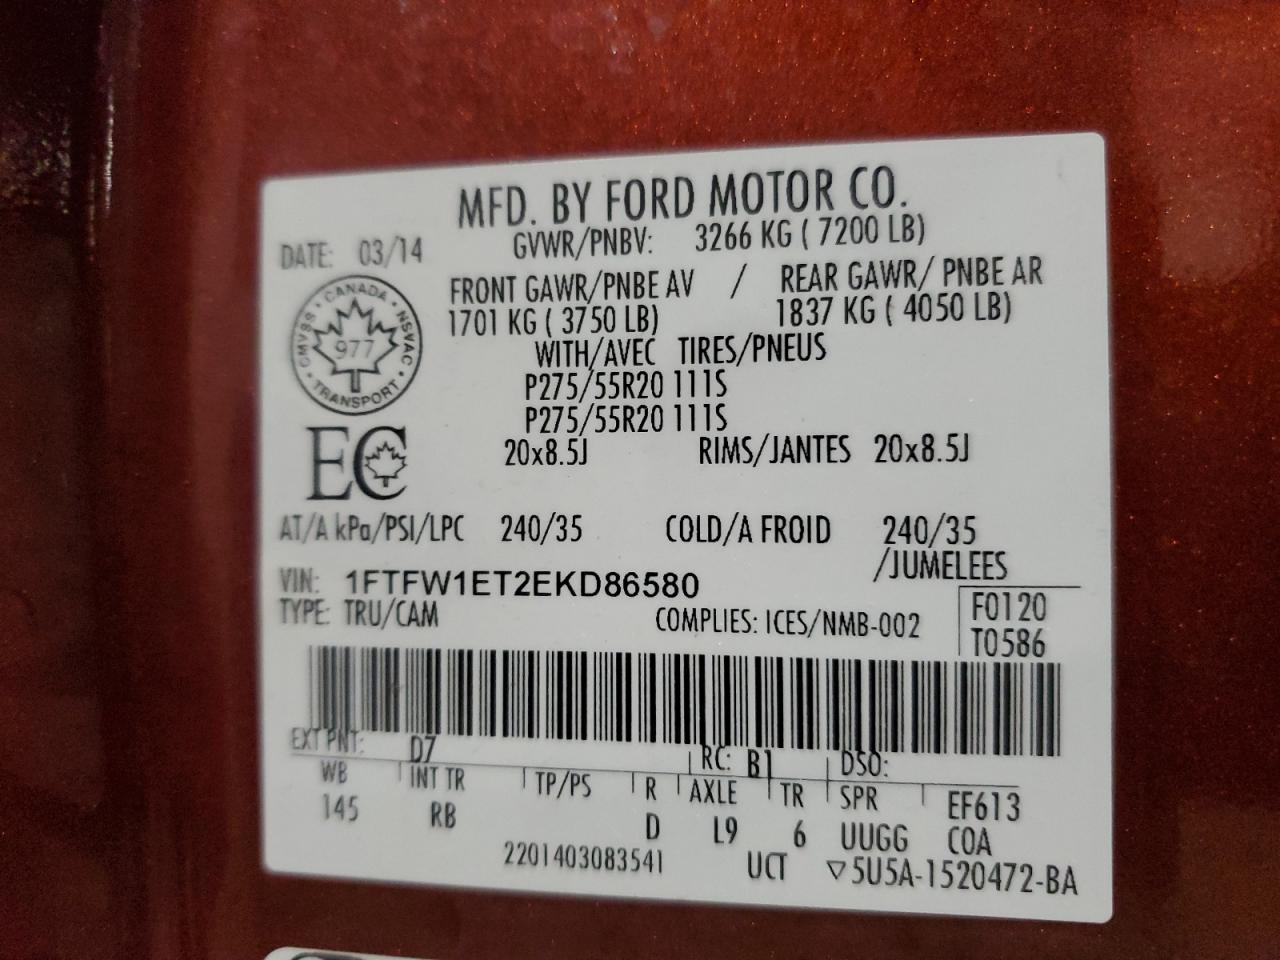 MFD. BY FORD MOTOR CO.
DATE: 03/14
GVWR/PNBV: 3266 KG ( 7200 LB)
FRONT GAWR/PNBE AV / REAR GAWR/ PNBE AR
1701 KG ( 3750 LB) 1837 KG ( 4050 LB)
CANADA
CMVSS 977 NSVAC
TRANSPORT
WITH/AVEC TIRES/PNEUS
P275/55R20 111S
P275/55R20 111S
EC
20x8.5J RIMS/JANTES 20x8.5J
AT/A kPa/PSI/LPC 240/35 COLD/A FROID 240/35
/JUMELEES
VIN: 1FTFW1ET2EKD86580
TYPE: TRU/CAM COMPLIES: ICES/NMB-002
F0120
T0586
EXT PNT: D7 RC: B1 DSO:
WB INT TR TP/PS R AXLE TR SPR EF613
145 RB D L9 6 UUGG COA
2201403083541 UCT ▽5U5A-1520472-BA